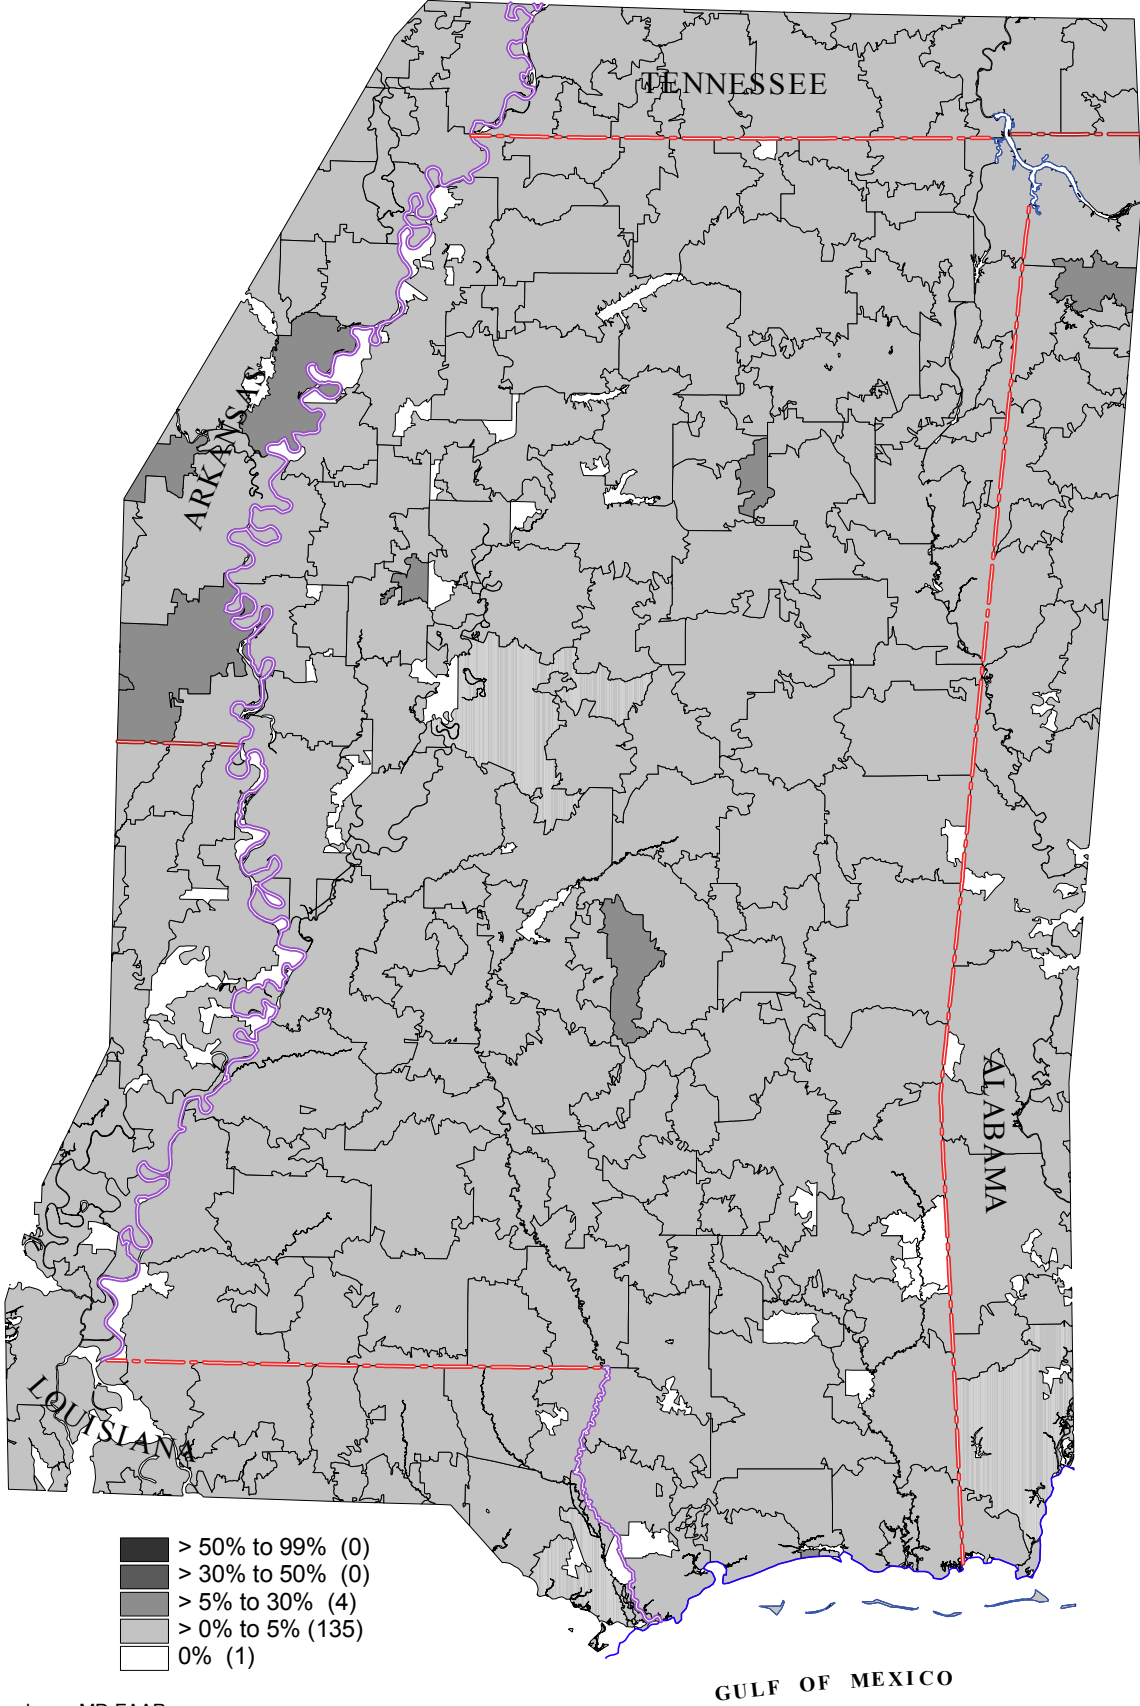 TENNESSEE
ARKANSAS
ALABAMA
LOUISIANA
> 50% to 99% (0)
> 30% to 50% (0)
> 5% to 30% (4)
> 0% to 5% (135)
0% (1)
GULF OF MEXICO